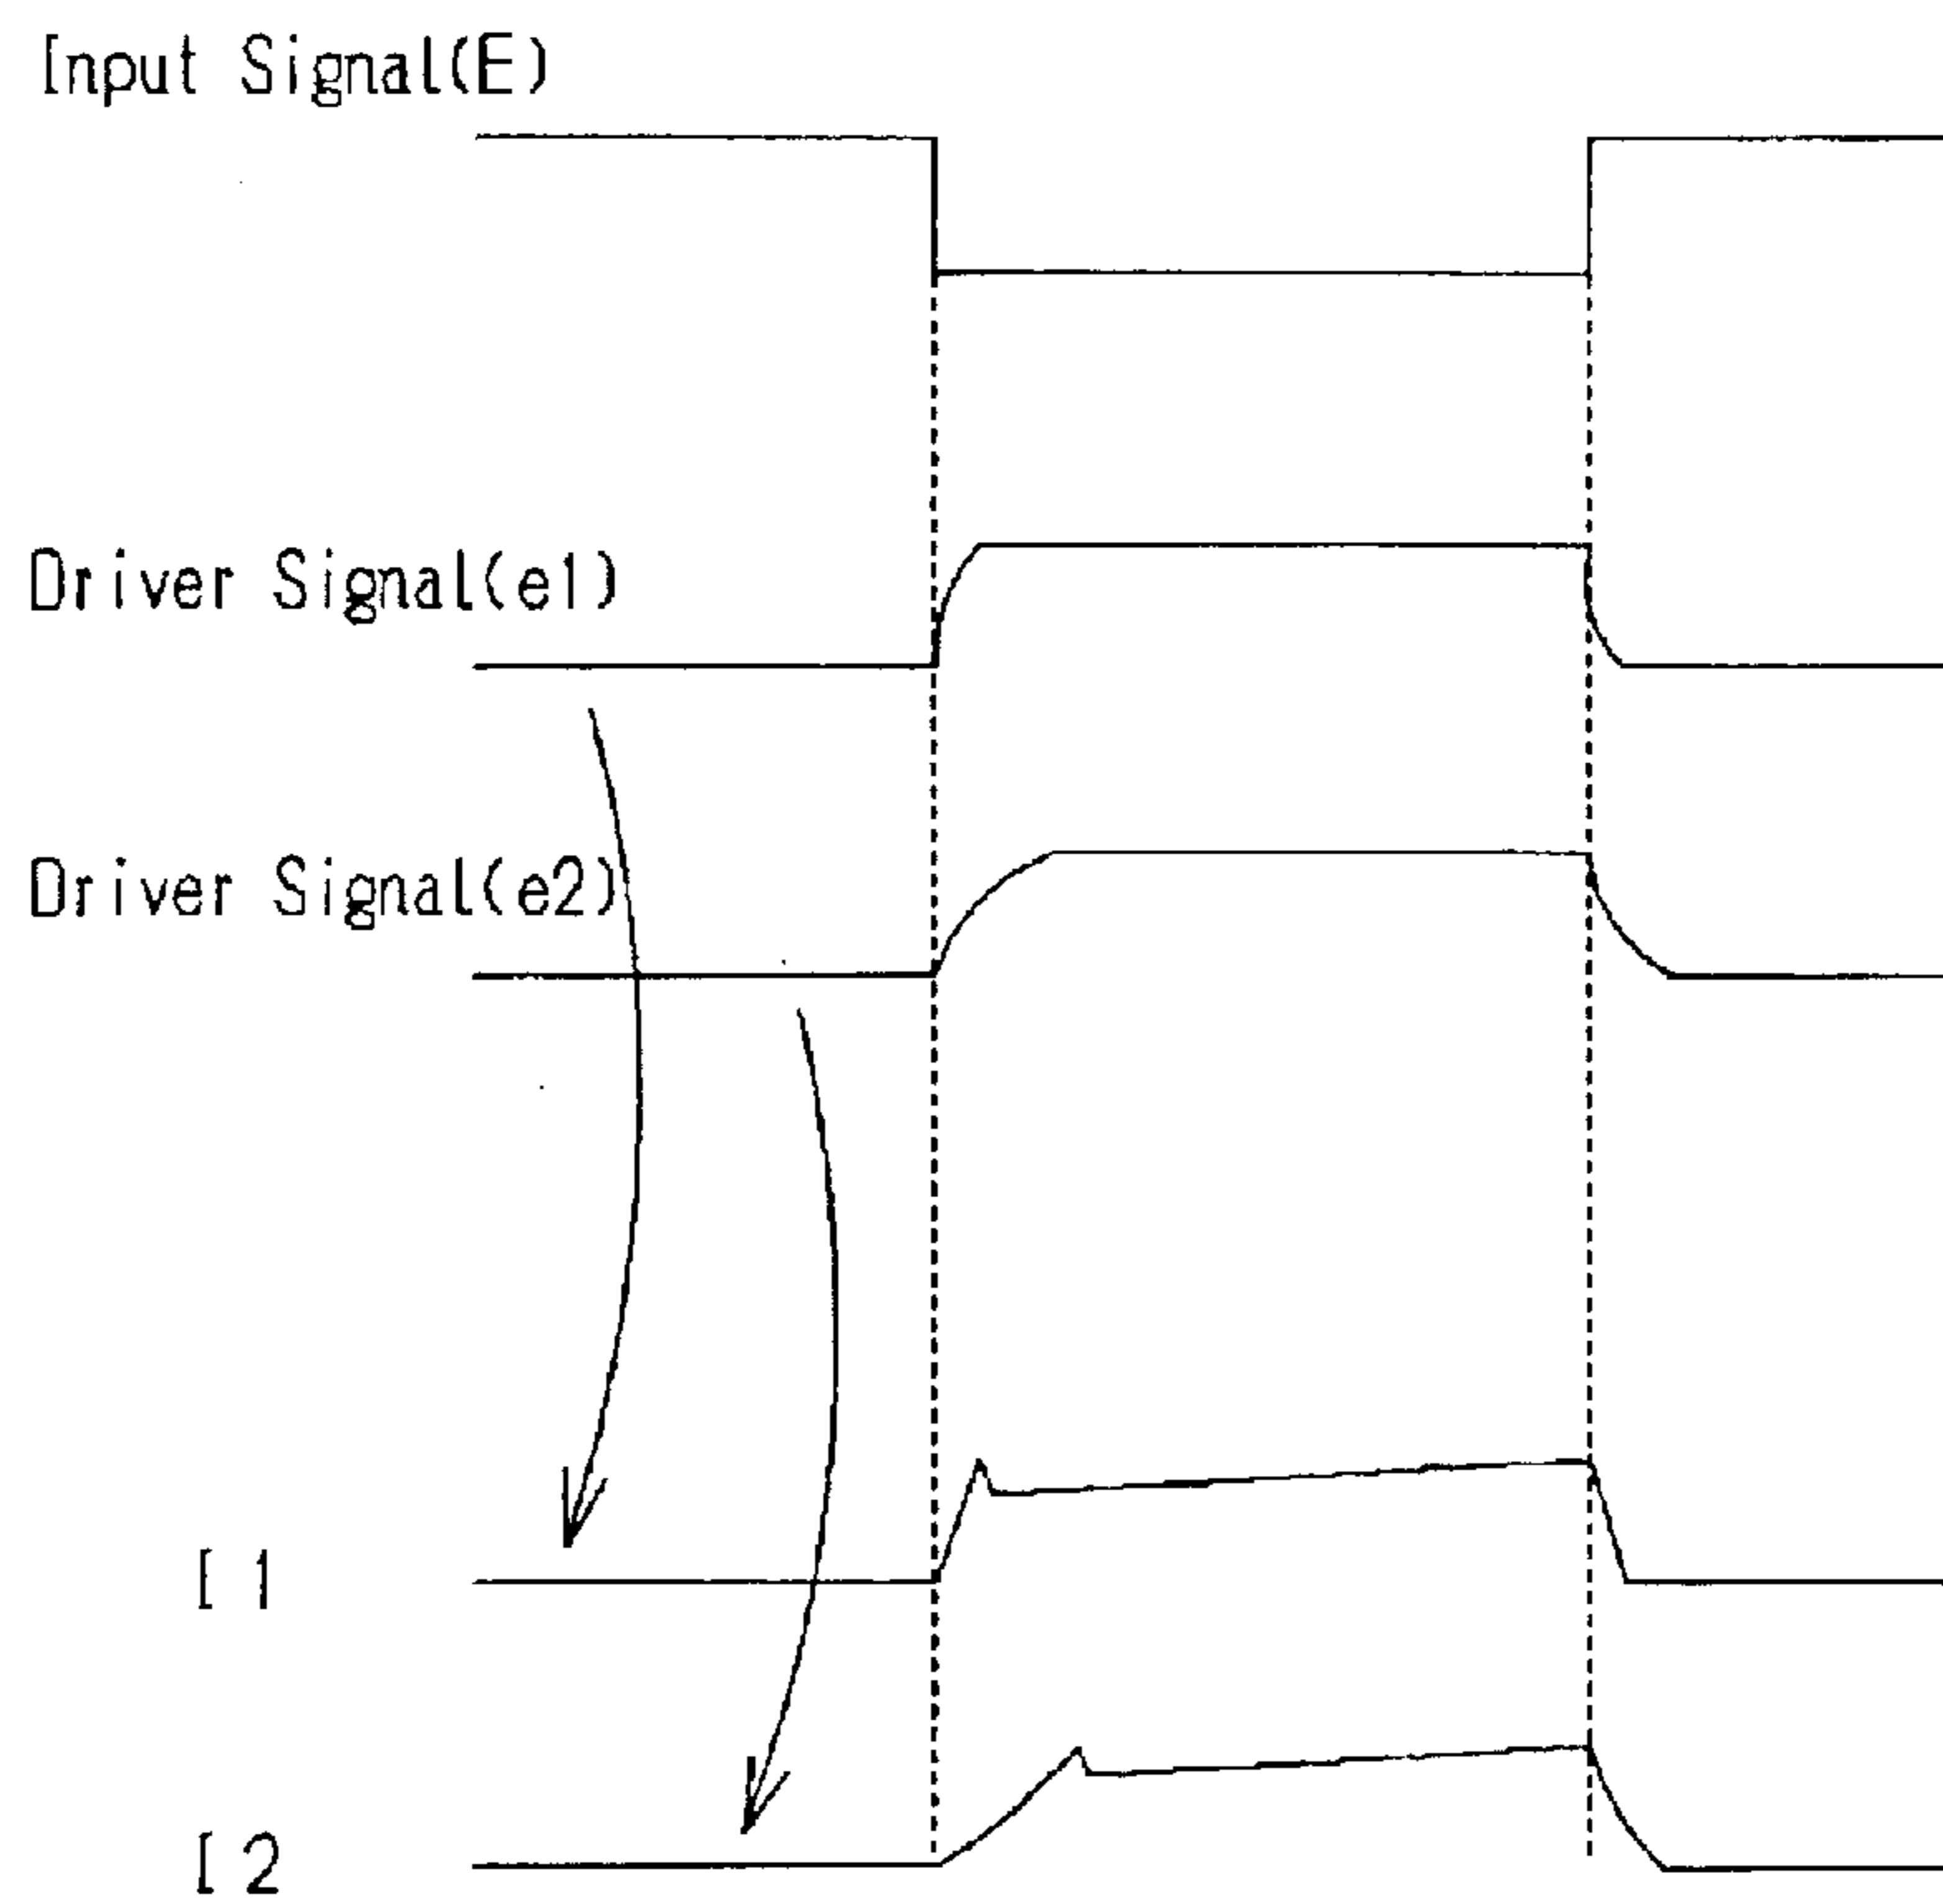 Input Signal(E)
Driver Signal(e1)
Driver Signal(e2)
I 1
I 2